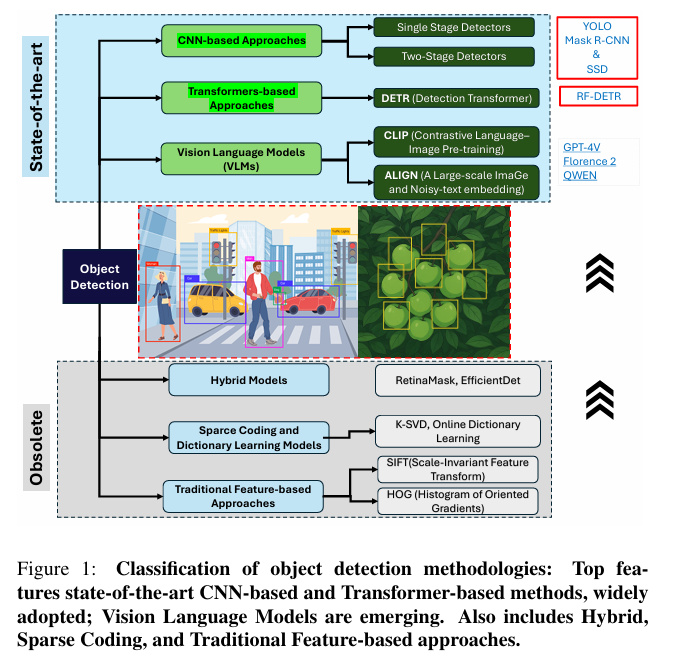 State-of-the-art
CNN-based Approaches
Single Stage Detectors
Two-Stage Detectors
YOLO
Mask R-CNN
&
SSD
Transformers-based
Approaches
DETR (Detection Transformer)
RF-DETR
Vision Language Models
(VLMs)
CLIP (Contrastive Language–
Image Pre-training)
ALIGN (A Large-scale ImaGe
and Noisy-text embedding)
GPT-4V
Florence 2
QWEN
Object
Detection
Traffic Lights
Traffic Lights
Obsolete
Hybrid Models
RetinaMask, EfficientDet
Sparce Coding and
Dictionary Learning Models
K-SVD, Online Dictionary
Learning
Traditional Feature-based
Approaches
SIFT(Scale-Invariant Feature
Transform)
HOG (Histogram of Oriented
Gradients)
Figure 1: Classification of object detection methodologies: Top fea-
tures state-of-the-art CNN-based and Transformer-based methods, widely
adopted; Vision Language Models are emerging. Also includes Hybrid,
Sparse Coding, and Traditional Feature-based approaches.